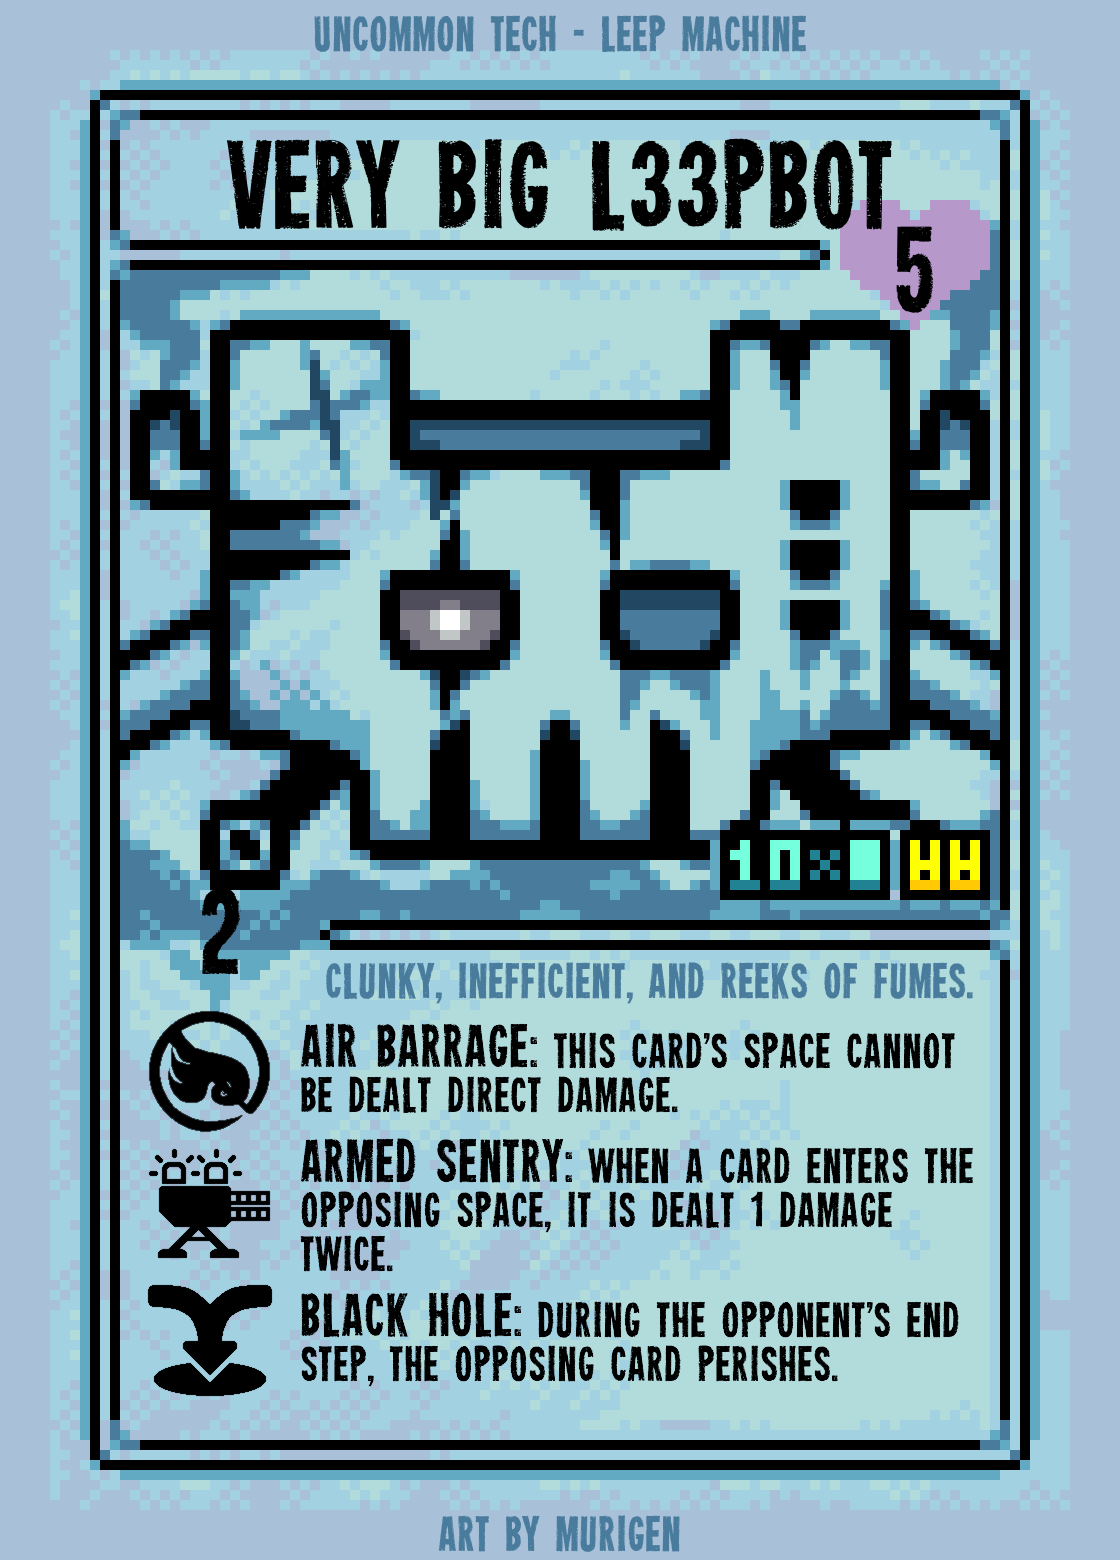 UNCOMMON TECH - LEEP MACHINE
VERY BIG L33PBOT
5
10×
2
CLUNKY, INEFFICIENT, AND REEKS OF FUMES.
AIR BARRAGE: THIS CARD'S SPACE CANNOT
BE DEALT DIRECT DAMAGE.
ARMED SENTRY: WHEN A CARD ENTERS THE
OPPOSING SPACE, IT IS DEALT 1 DAMAGE
TWICE.
BLACK HOLE: DURING THE OPPONENT'S END
STEP, THE OPPOSING CARD PERISHES.
ART BY MURIGEN